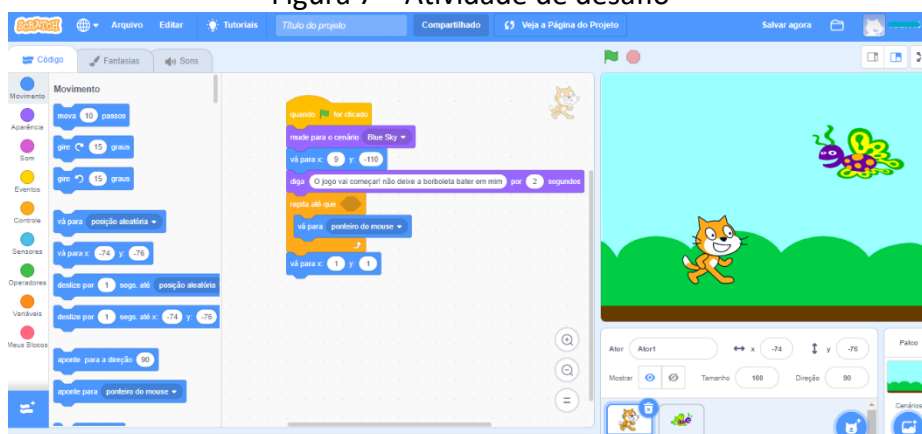 Figura 7 – Atividade de desafio
SCRATCH Arquivo Editar Tutoriais Título do projeto Compartilhado Veja a Página do Projeto Salvar agora
Código Fantasias Sons
Movimento
Aparência
Som
Eventos
Controle
Sensores
Operadores
Variáveis
Meus Blocos
Movimento
mova 10 passos
gire 15 graus
gire 15 graus
vá para posição aleatória
vá para x: -74 y: -76
deslize por 1 segs. até posição aleatória
deslize por 1 segs. até x: -74 y: -76
aponte para a direção 90
aponte para ponteiro do mouse
quando for clicado
mude para o cenário Blue Sky
vá para x: 9 y: -110
diga O jogo vai começar! não deixe a borboleta bater em mim por 2 segundos
repita até que
vá para ponteiro do mouse
vá para x: 1 y: 1
Ator Ator1 x -74 y -76
Mostrar Tamanho 100 Direção 90
Palco
Cenários